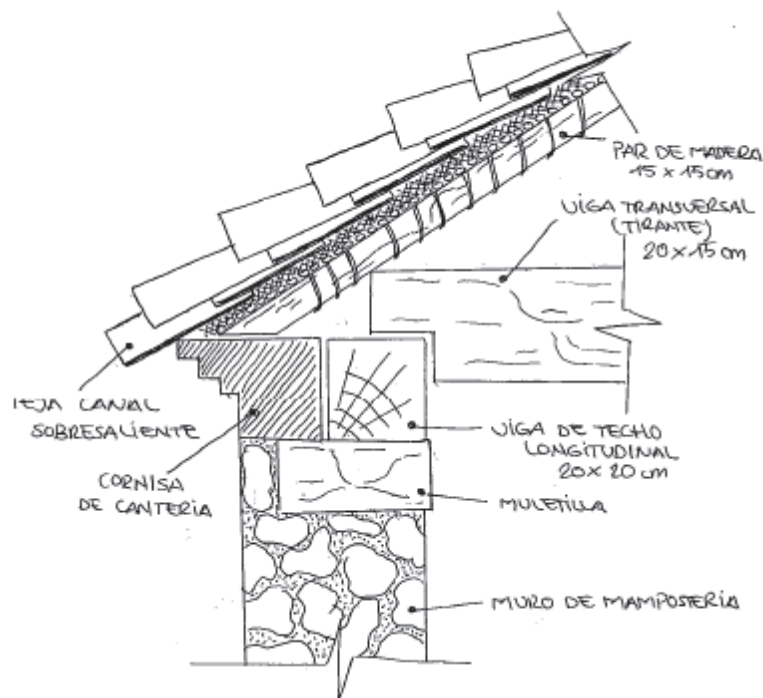 PAR DE MADERA
15 x 15 cm
VIGA TRANSVERSAL
(TIRANTE)
20 x 15 cm
TEJA CANAL
SOBRESALIENTE
CORNISA
DE CANTERIA
VIGA DE TECHO
LONGITUDINAL
20 x 20 cm
MULETILLA
MURO DE MAMPOSTERÍA